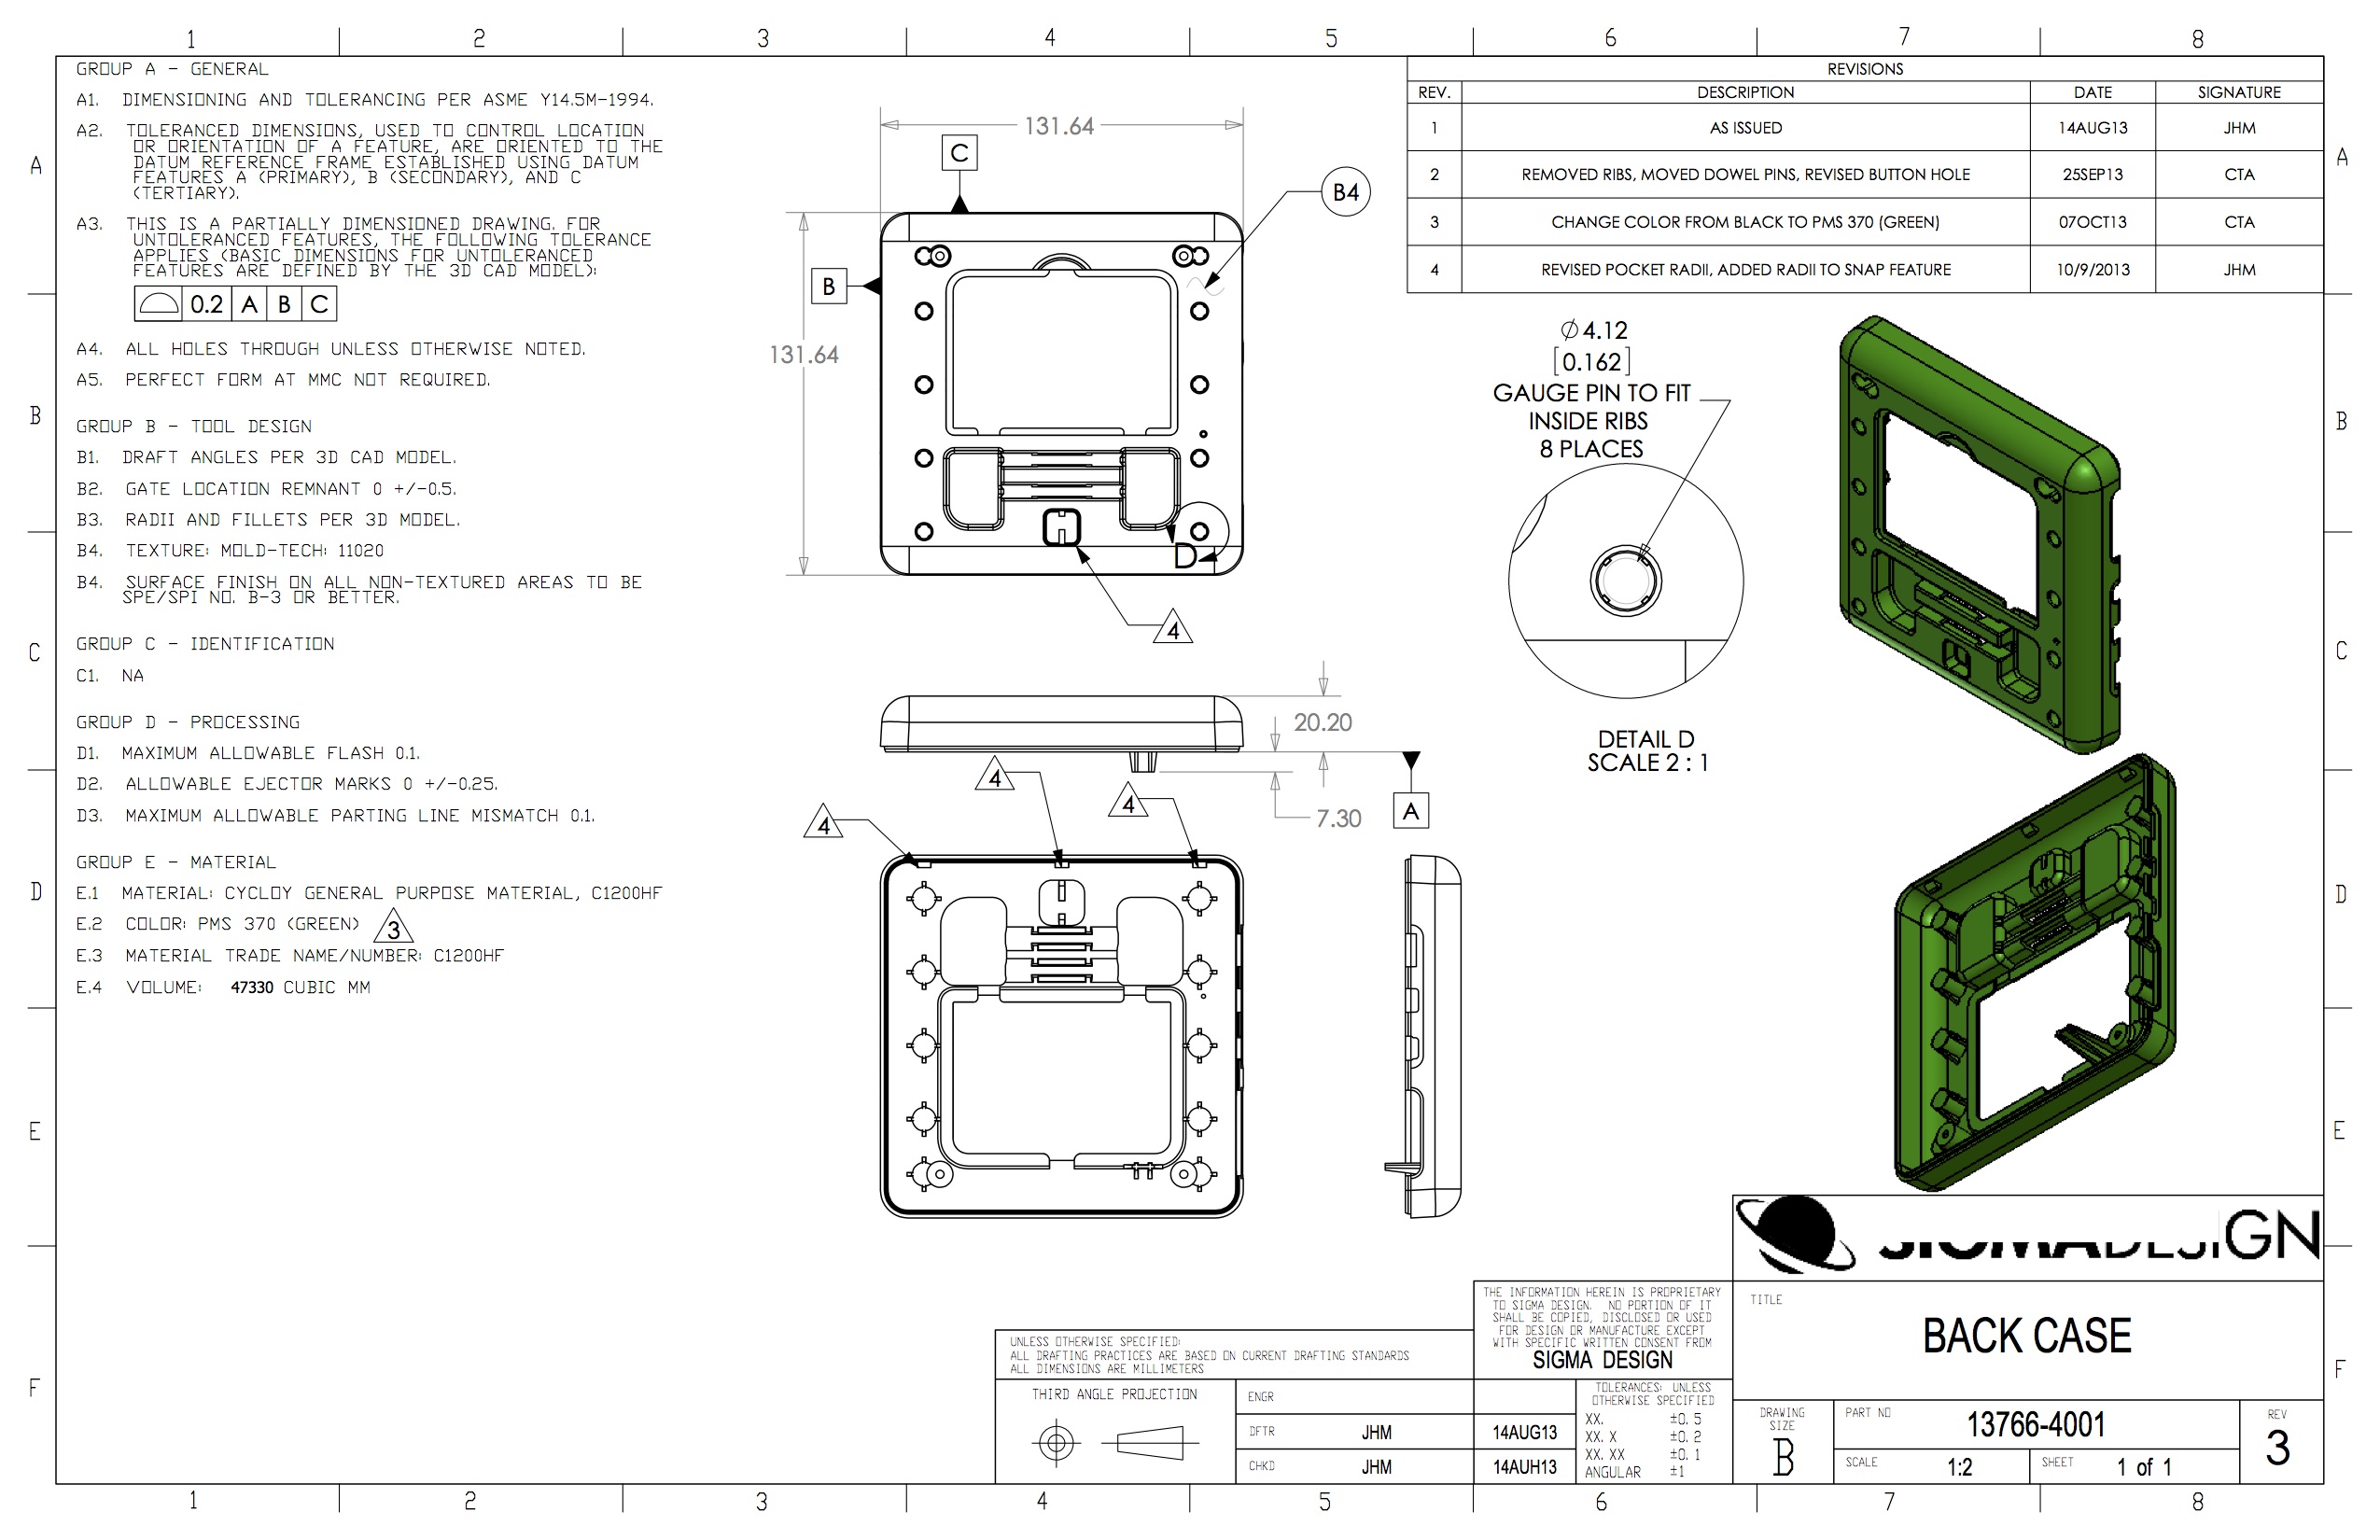 1 2 3 4 5 6 7 8
A
B
C
D
E
F
GROUP A - GENERAL
A1. DIMENSIONING AND TOLERANCING PER ASME Y14.5M-1994.
A2. TOLERANCED DIMENSIONS, USED TO CONTROL LOCATION
OR ORIENTATION OF A FEATURE, ARE ORIENTED TO THE
DATUM REFERENCE FRAME ESTABLISHED USING DATUM
FEATURES A (PRIMARY), B (SECONDARY), AND C
(TERTIARY).
A3. THIS IS A PARTIALLY DIMENSIONED DRAWING. FOR
UNTOLERANCED FEATURES, THE FOLLOWING TOLERANCE
APPLIES (BASIC DIMENSIONS FOR UNTOLERANCED
FEATURES ARE DEFINED BY THE 3D CAD MODEL):
0.2 A B C
A4. ALL HOLES THROUGH UNLESS OTHERWISE NOTED.
A5. PERFECT FORM AT MMC NOT REQUIRED.
GROUP B - TOOL DESIGN
B1. DRAFT ANGLES PER 3D CAD MODEL.
B2. GATE LOCATION REMNANT 0 +/-0.5.
B3. RADII AND FILLETS PER 3D MODEL.
B4. TEXTURE: MOLD-TECH: 11020
B4. SURFACE FINISH ON ALL NON-TEXTURED AREAS TO BE
SPE/SPI NO. B-3 OR BETTER.
GROUP C - IDENTIFICATION
C1. NA
GROUP D - PROCESSING
D1. MAXIMUM ALLOWABLE FLASH 0.1.
D2. ALLOWABLE EJECTOR MARKS 0 +/-0.25.
D3. MAXIMUM ALLOWABLE PARTING LINE MISMATCH 0.1.
GROUP E - MATERIAL
E.1 MATERIAL: CYCLOY GENERAL PURPOSE MATERIAL, C1200HF
E.2 COLOR: PMS 370 (GREEN) 3
E.3 MATERIAL TRADE NAME/NUMBER: C1200HF
E.4 VOLUME: 47330 CUBIC MM
131.64
C
B4
B
131.64
D
4
20.20
7.30
A
4
4
4
REVISIONS
REV. DESCRIPTION DATE SIGNATURE
1 AS ISSUED 14AUG13 JHM
2 REMOVED RIBS, MOVED DOWEL PINS, REVISED BUTTON HOLE 25SEP13 CTA
3 CHANGE COLOR FROM BLACK TO PMS 370 (GREEN) 07OCT13 CTA
4 REVISED POCKET RADII, ADDED RADII TO SNAP FEATURE 10/9/2013 JHM
∅4.12
[0.162]
GAUGE PIN TO FIT
INSIDE RIBS
8 PLACES
DETAIL D
SCALE 2 : 1
SIGMADESIGN
UNLESS OTHERWISE SPECIFIED:
ALL DRAFTING PRACTICES ARE BASED ON CURRENT DRAFTING STANDARDS
ALL DIMENSIONS ARE MILLIMETERS
THIRD ANGLE PROJECTION
ENGR
DFTR JHM 14AUG13
CHKD JHM 14AUH13
THE INFORMATION HEREIN IS PROPRIETARY
TO SIGMA DESIGN. NO PORTION OF IT
SHALL BE COPIED, DISCLOSED OR USED
FOR DESIGN OR MANUFACTURE EXCEPT
WITH SPECIFIC WRITTEN CONSENT FROM
SIGMA DESIGN
TOLERANCES: UNLESS
OTHERWISE SPECIFIED
XX. ±0. 5
XX. X ±0. 2
XX. XX ±0. 1
ANGULAR ±1
TITLE
BACK CASE
DRAWING
SIZE
B
PART NO
13766-4001
REV
3
SCALE 1:2
SHEET 1 of 1
A
B
C
D
E
F
1 2 3 4 5 6 7 8